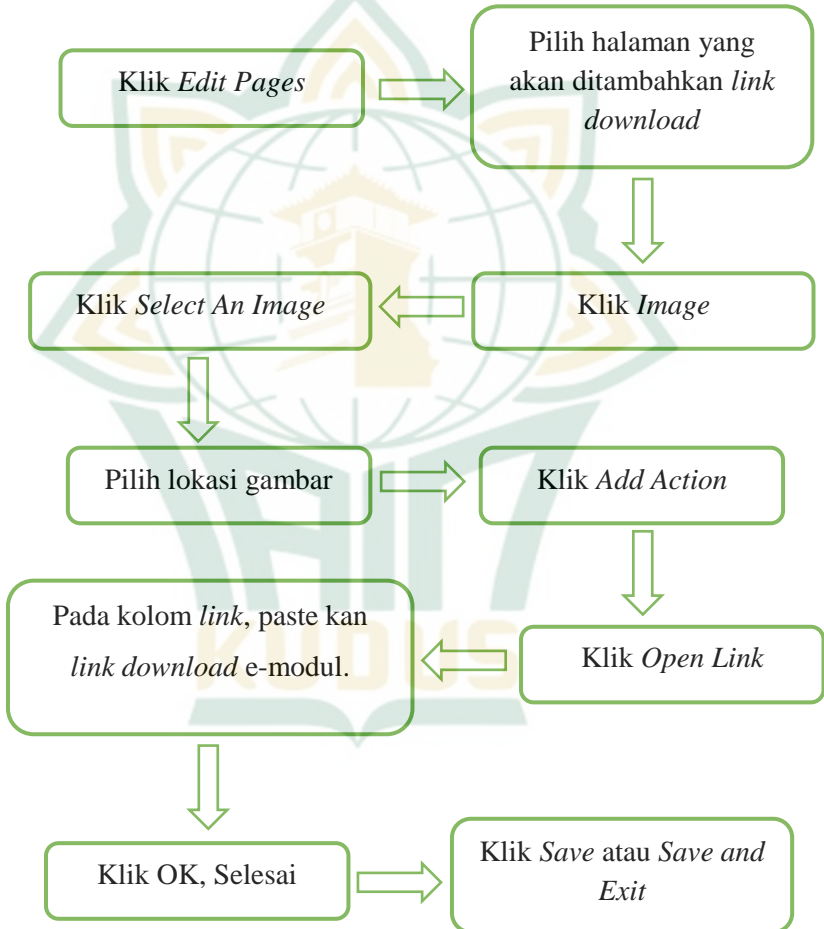 Klik Edit Pages
Pilih halaman yang
akan ditambahkan link
download
Klik Image
Klik Select An Image
Pilih lokasi gambar
Klik Add Action
Klik Open Link
Pada kolom link, paste kan
link download e-modul.
Klik OK, Selesai
Klik Save atau Save and
Exit
KUDUS